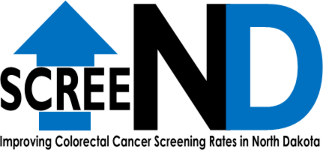 SCREEND
Improving Colorectal Cancer Screening Rates in North Dakota